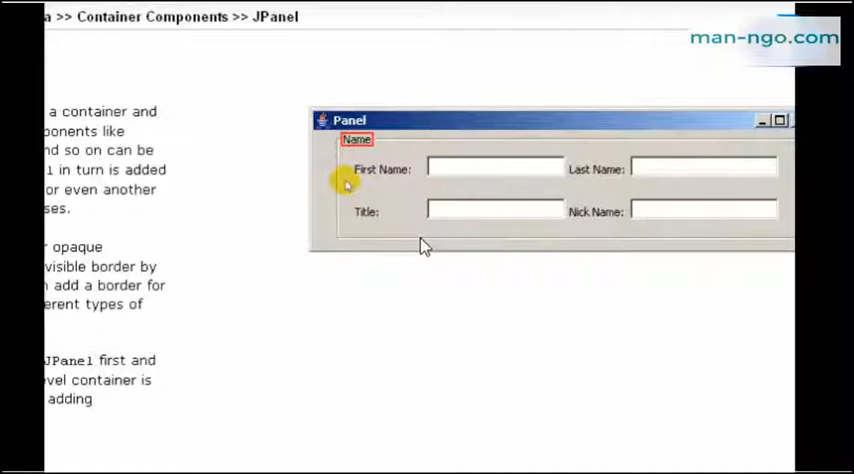 a >> Container Components >> JPanel
man-ngo.com
a container and
ponents like
nd so on can be
l in turn is added
or even another
ses.
r opaque
visible border by
n add a border for
erent types of
JPanel first and
evel container is
adding
Panel
Name
First Name:
Last Name:
Title:
Nick Name: